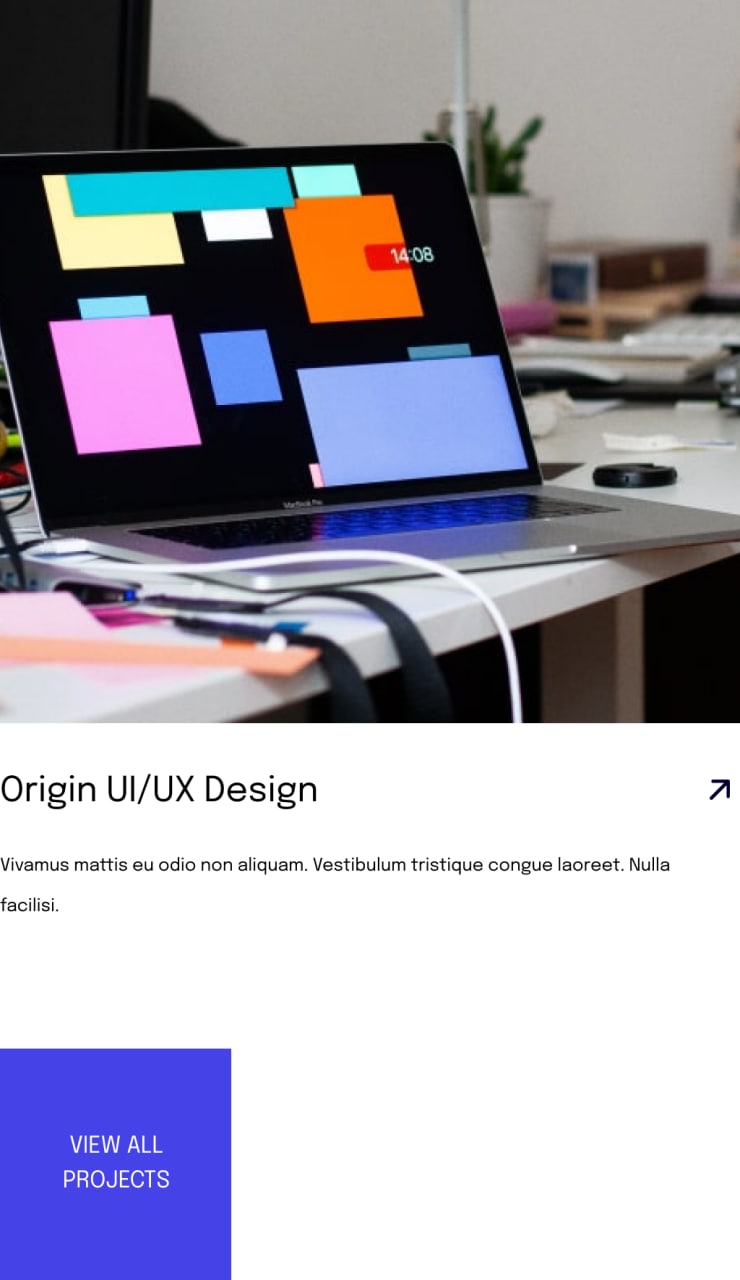 14:08
MacBook Pro
Origin UI/UX Design
Vivamus mattis eu odio non aliquam. Vestibulum tristique congue laoreet. Nulla
facilisi.
VIEW ALL
PROJECTS